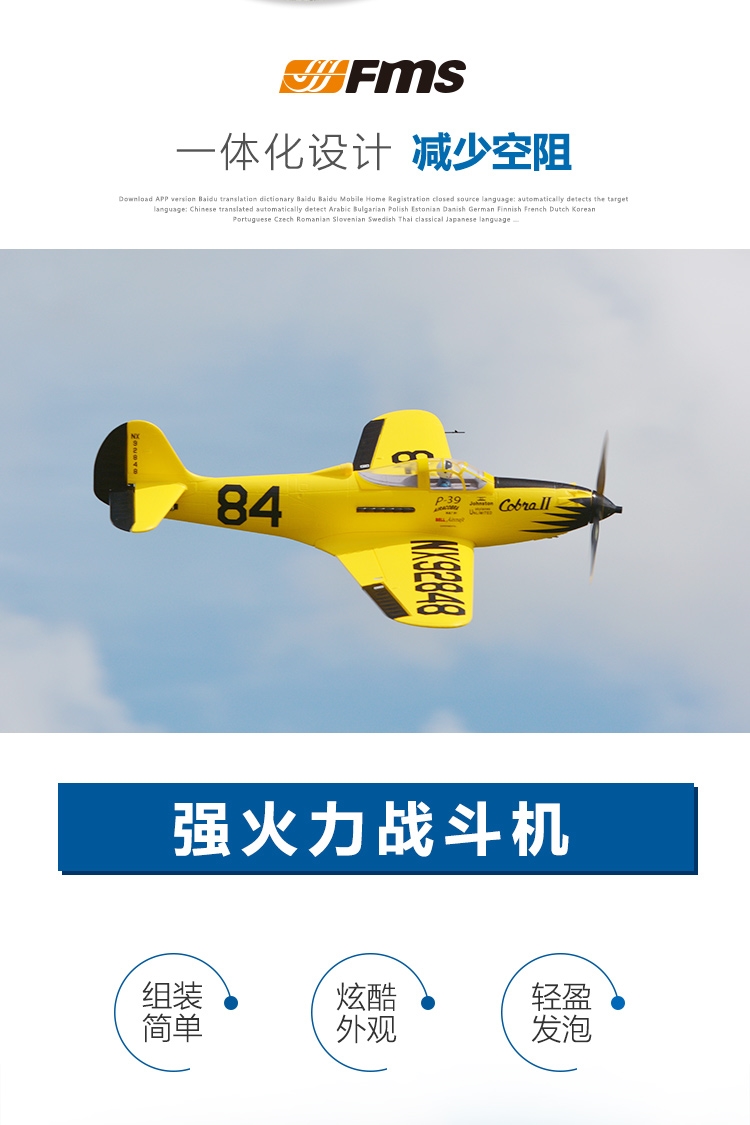 FMS
一体化设计 减少空阻
Download APP version Baidu translation dictionary Baidu Baidu Mobile Home Registration closed source language: automatically detects the target
language: Chinese translated automatically detect Arabic Bulgarian Polish Estonian Danish German Finnish French Dutch Korean
Portuguese Czech Romanian Slovenian Swedish Thai classical Japanese language ...
NX92848
8
84
P-39
AIRACOBRA
Cobra II
NX92848
强火力战斗机
组装
简单
炫酷
外观
轻盈
发泡